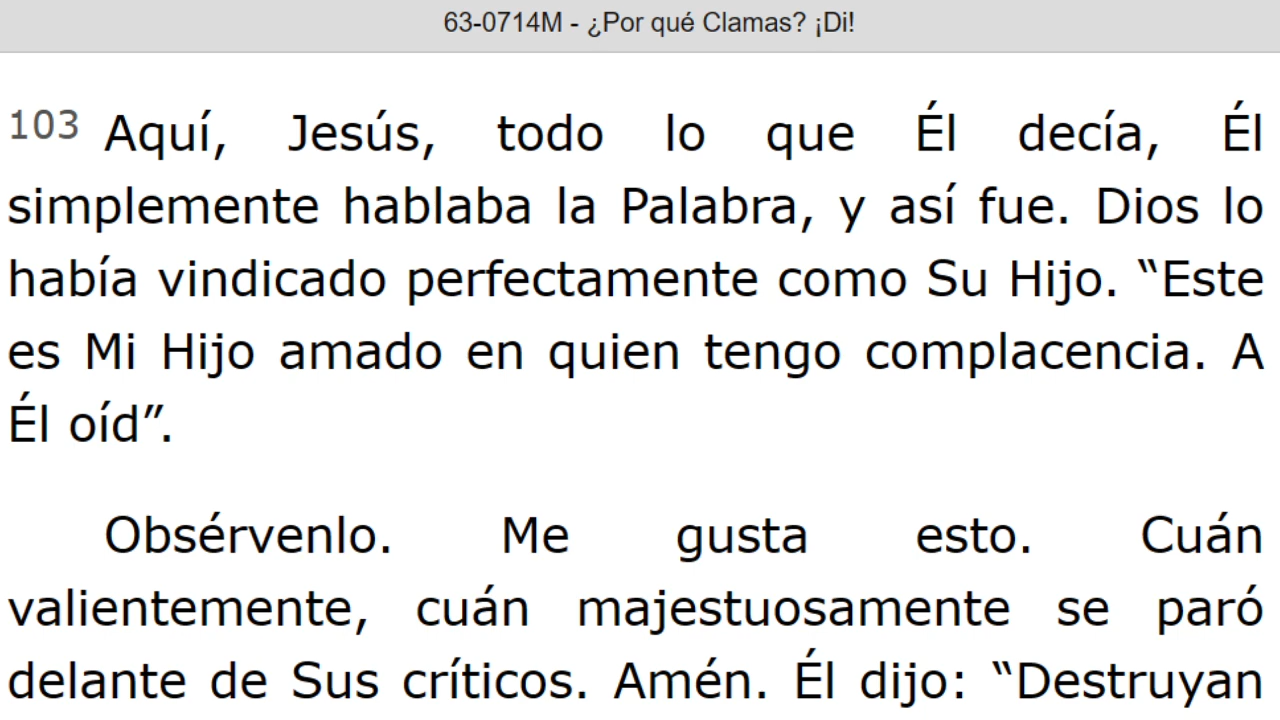 63-0714M - ¿Por qué Clamas? ¡Di!
103 Aquí, Jesús, todo lo que Él decía, Él
simplemente hablaba la Palabra, y así fue. Dios lo
había vindicado perfectamente como Su Hijo. “Este
es Mi Hijo amado en quien tengo complacencia. A
Él oíd”.
Obsérvenlo. Me gusta esto. Cuán
valientemente, cuán majestuosamente se paró
delante de Sus críticos. Amén. Él dijo: “Destruyan